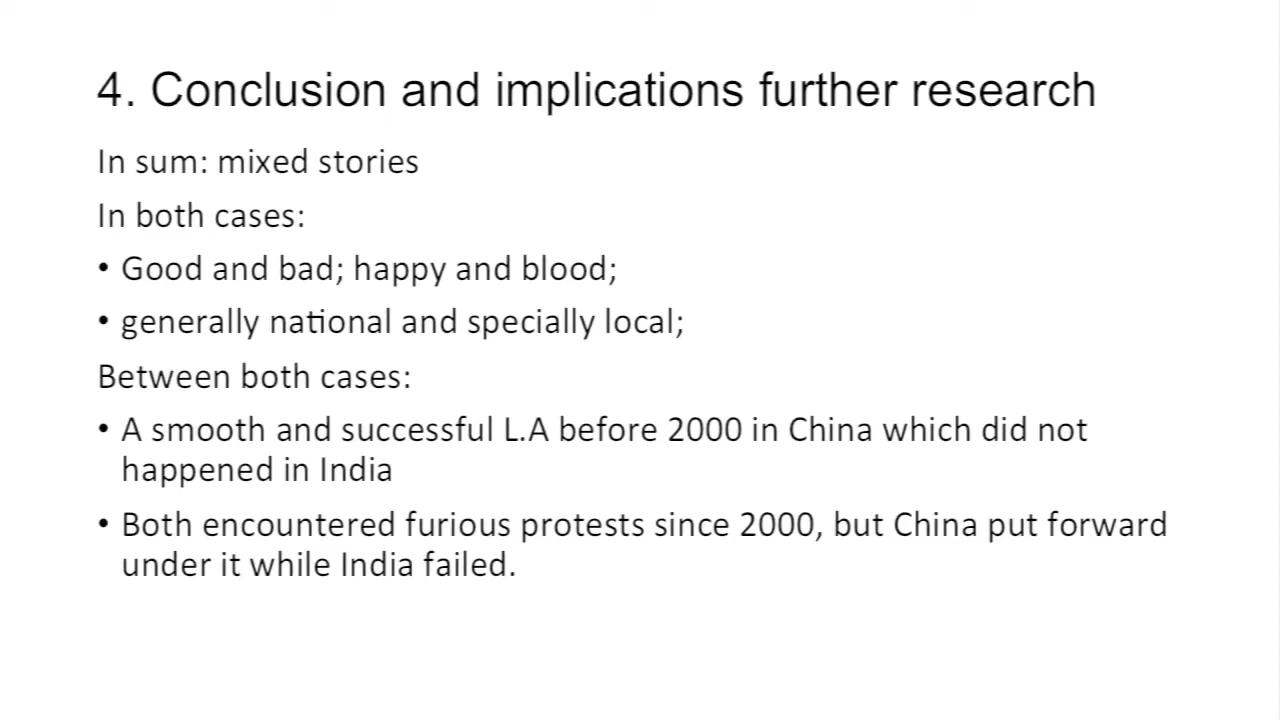 4. Conclusion and implications further research
In sum: mixed stories
In both cases:
• Good and bad; happy and blood;
• generally national and specially local;
Between both cases:
• A smooth and successful L.A before 2000 in China which did not
happened in India
• Both encountered furious protests since 2000, but China put forward
under it while India failed.